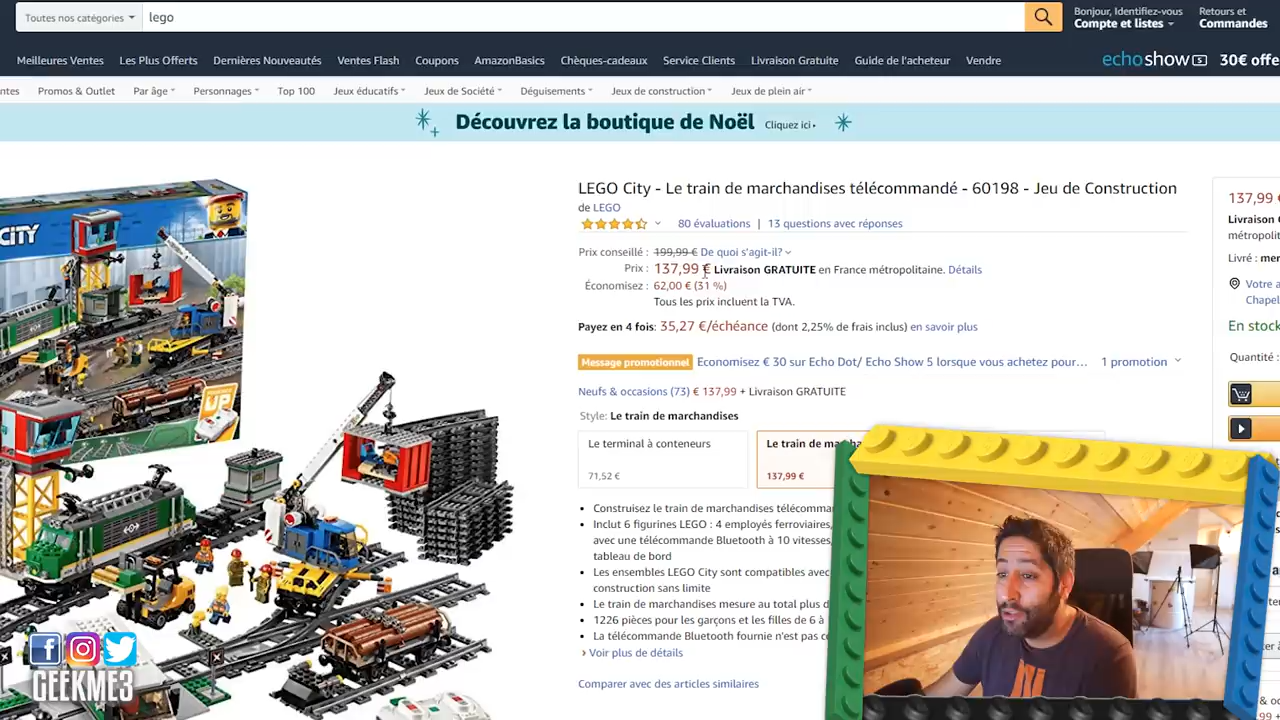 Toutes nos catégories
lego
Bonjour, Identifiez-vous
Compte et listes
Retours et
Commandes
Meilleures Ventes
Les Plus Offerts
Dernières Nouveautés
Ventes Flash
Coupons
AmazonBasics
Chèques-cadeaux
Service Clients
Livraison Gratuite
Guide de l'acheteur
Vendre
echo show 5 30€ offe
ntes
Promos & Outlet
Par âge
Personnages
Top 100
Jeux éducatifs
Jeux de Société
Déguisements
Jeux de construction
Jeux de plein air
Découvrez la boutique de Noël Cliquez ici
LEGO City - Le train de marchandises télécommandé - 60198 - Jeu de Construction
de LEGO
80 évaluations | 13 questions avec réponses
Prix conseillé : 199,99 € De quoi s'agit-il?
Prix : 137,99 € Livraison GRATUITE en France métropolitaine. Détails
Économisez : 62,00 € (31 %)
Tous les prix incluent la TVA.
Payez en 4 fois: 35,27 €/échéance (dont 2,25% de frais inclus) en savoir plus
Message promotionnel Economisez € 30 sur Echo Dot/ Echo Show 5 lorsque vous achetez pour… 1 promotion
Neufs & occasions (73) € 137,99 + Livraison GRATUITE
Style: Le train de marchandises
Le terminal à conteneurs
71,52 €
Le train de marcha
137,99 €
Construisez le train de marchandises télécomma
Inclut 6 figurines LEGO : 4 employés ferroviaires,
avec une télécommande Bluetooth à 10 vitesses,
tableau de bord
Les ensembles LEGO City sont compatibles avec
construction sans limite
Le train de marchandises mesure au total plus d
1226 pièces pour les garçons et les filles de 6 à
La télécommande Bluetooth fournie n'est pas co
› Voir plus de détails
Comparer avec des articles similaires
137,99 €
Livraison
métropolit
Livré : mer
Votre a
Chapel
En stock
Quantité :
CITY
UP
GEEKME3